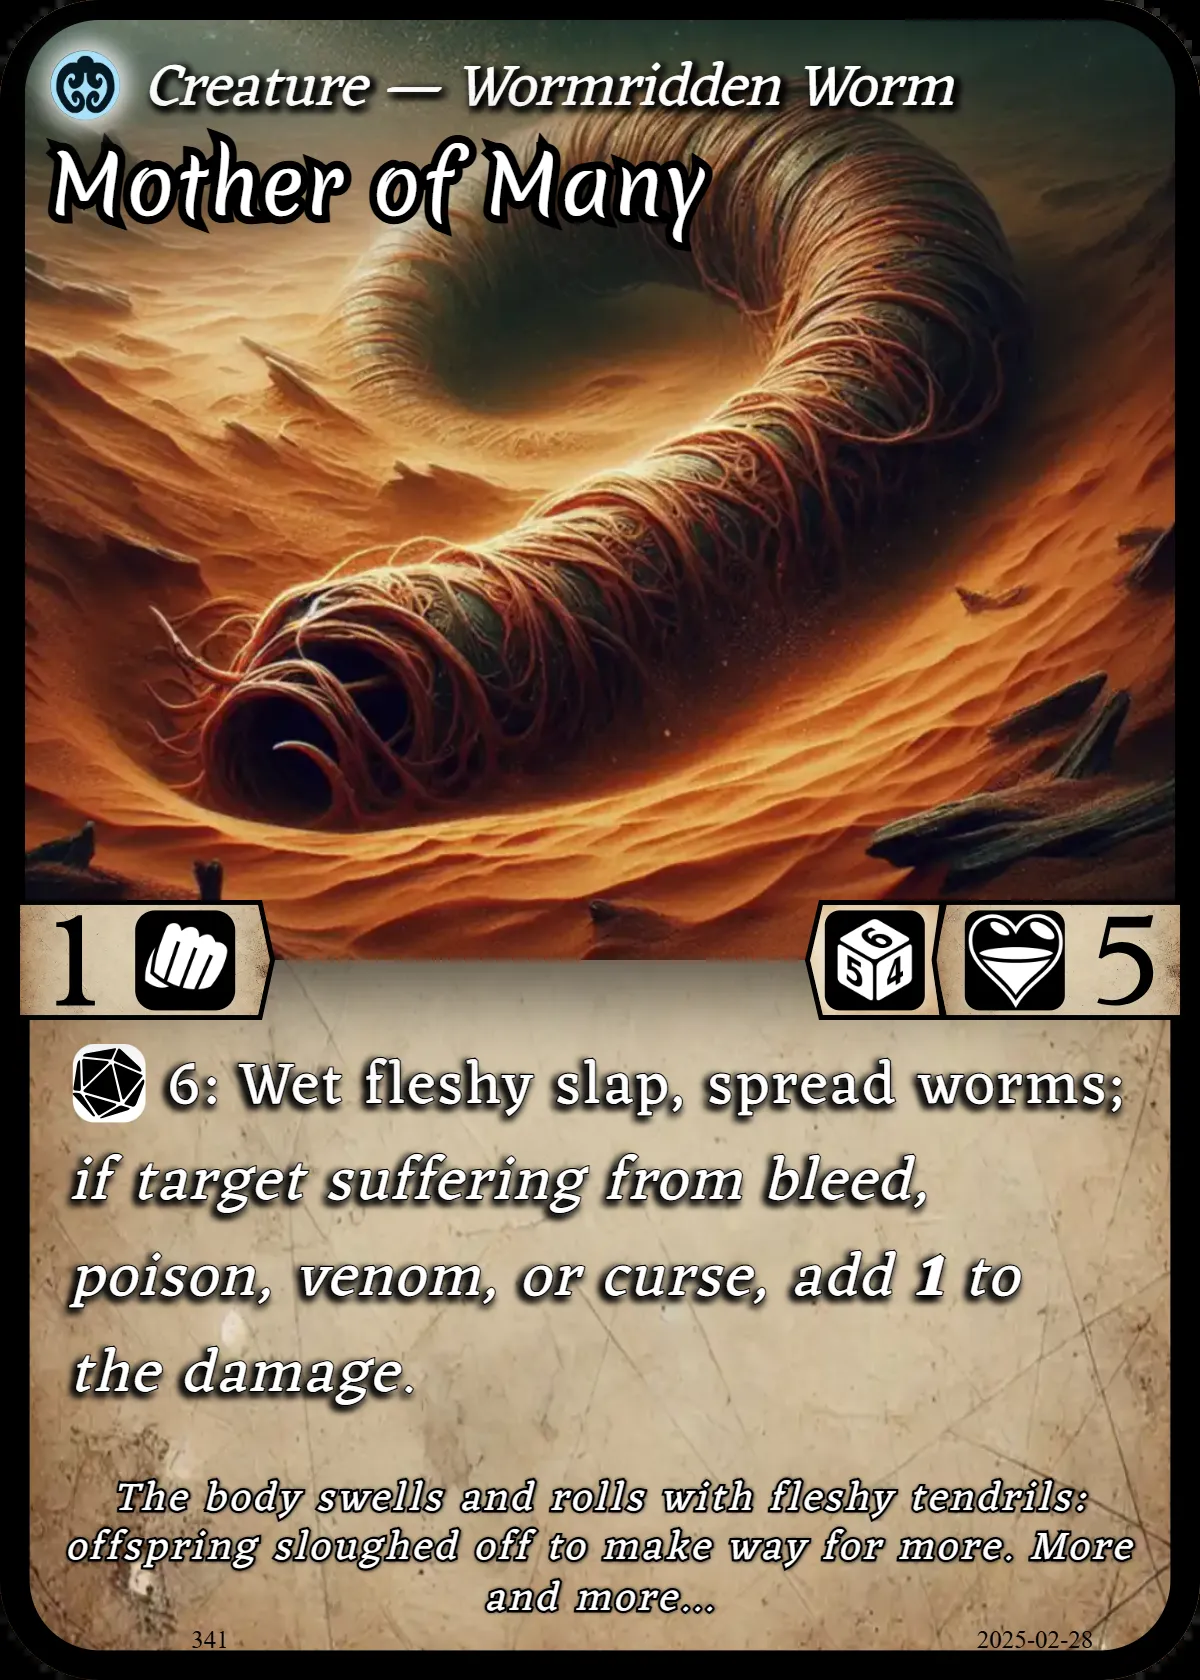 Creature — Wormridden Worm
Mother of Many
1
6
5 4
5
6: Wet fleshy slap, spread worms;
if target suffering from bleed,
poison, venom, or curse, add 1 to
the damage.
The body swells and rolls with fleshy tendrils:
offspring sloughed off to make way for more. More
and more...
341
2025-02-28